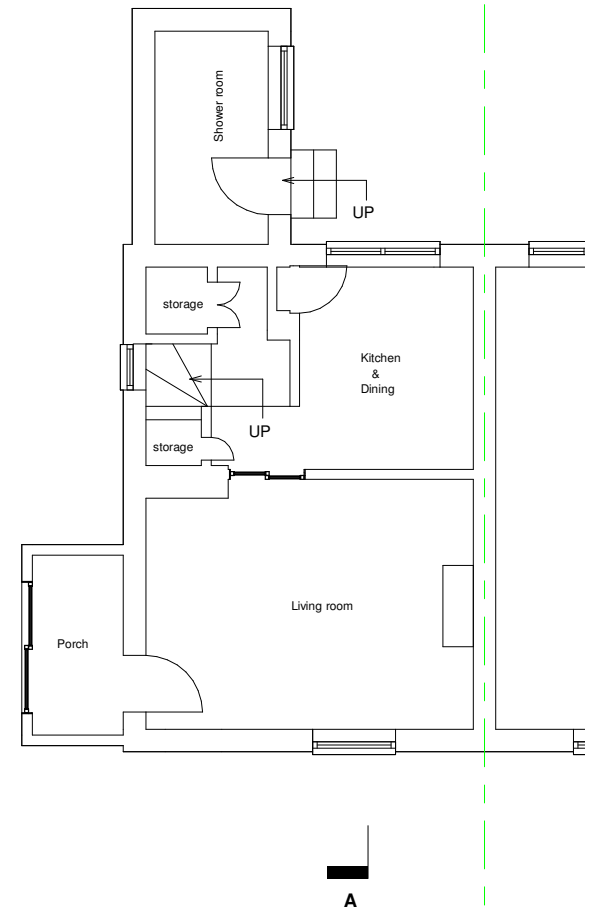 Shower room
UP
storage
Kitchen
&
Dining
UP
storage
Living room
Porch
A